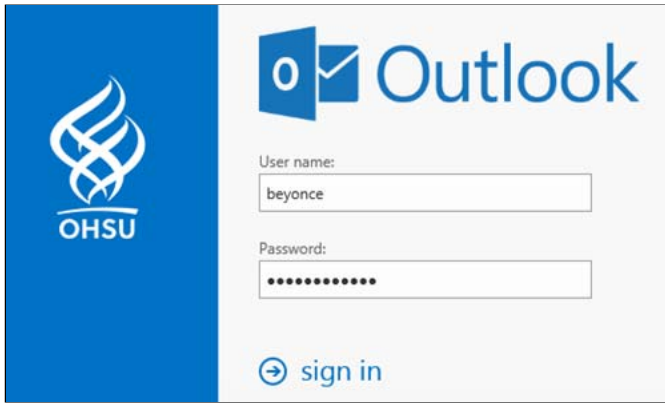 OHSU
Outlook
User name:
beyonce
Password:
••••••••••••
sign in